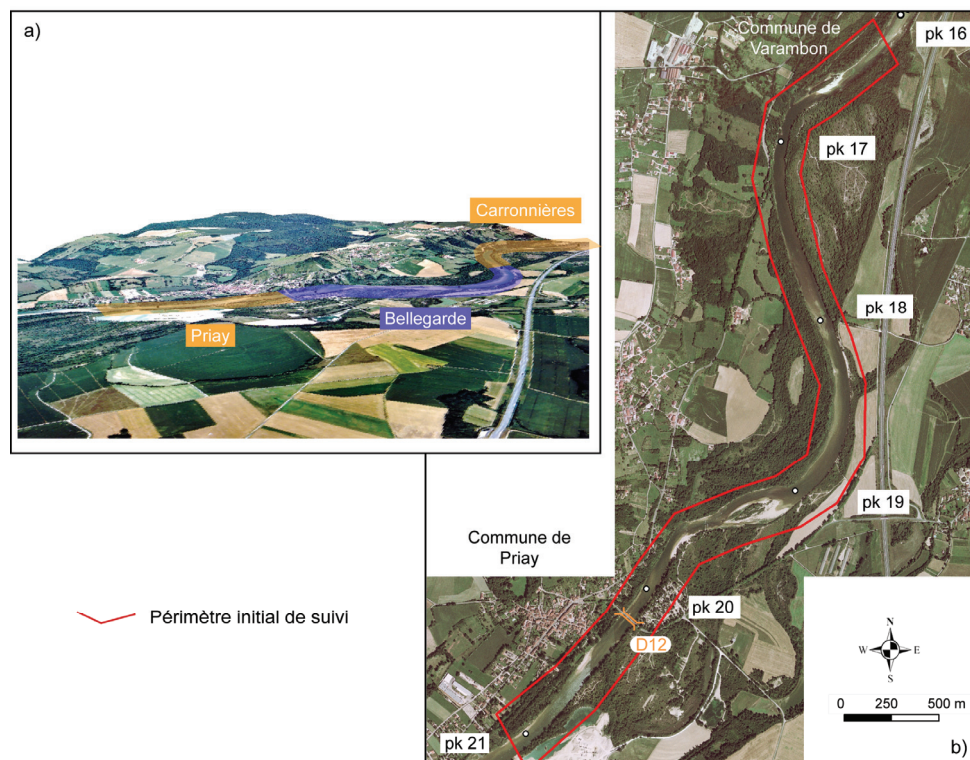 a)
Carronnières
Bellegarde
Priay
Commune de
Varambon
pk 16
pk 17
pk 18
pk 19
Commune de
Priay
pk 20
D12
pk 21
Périmètre initial de suivi
N
W
E
S
0
250
500 m
b)